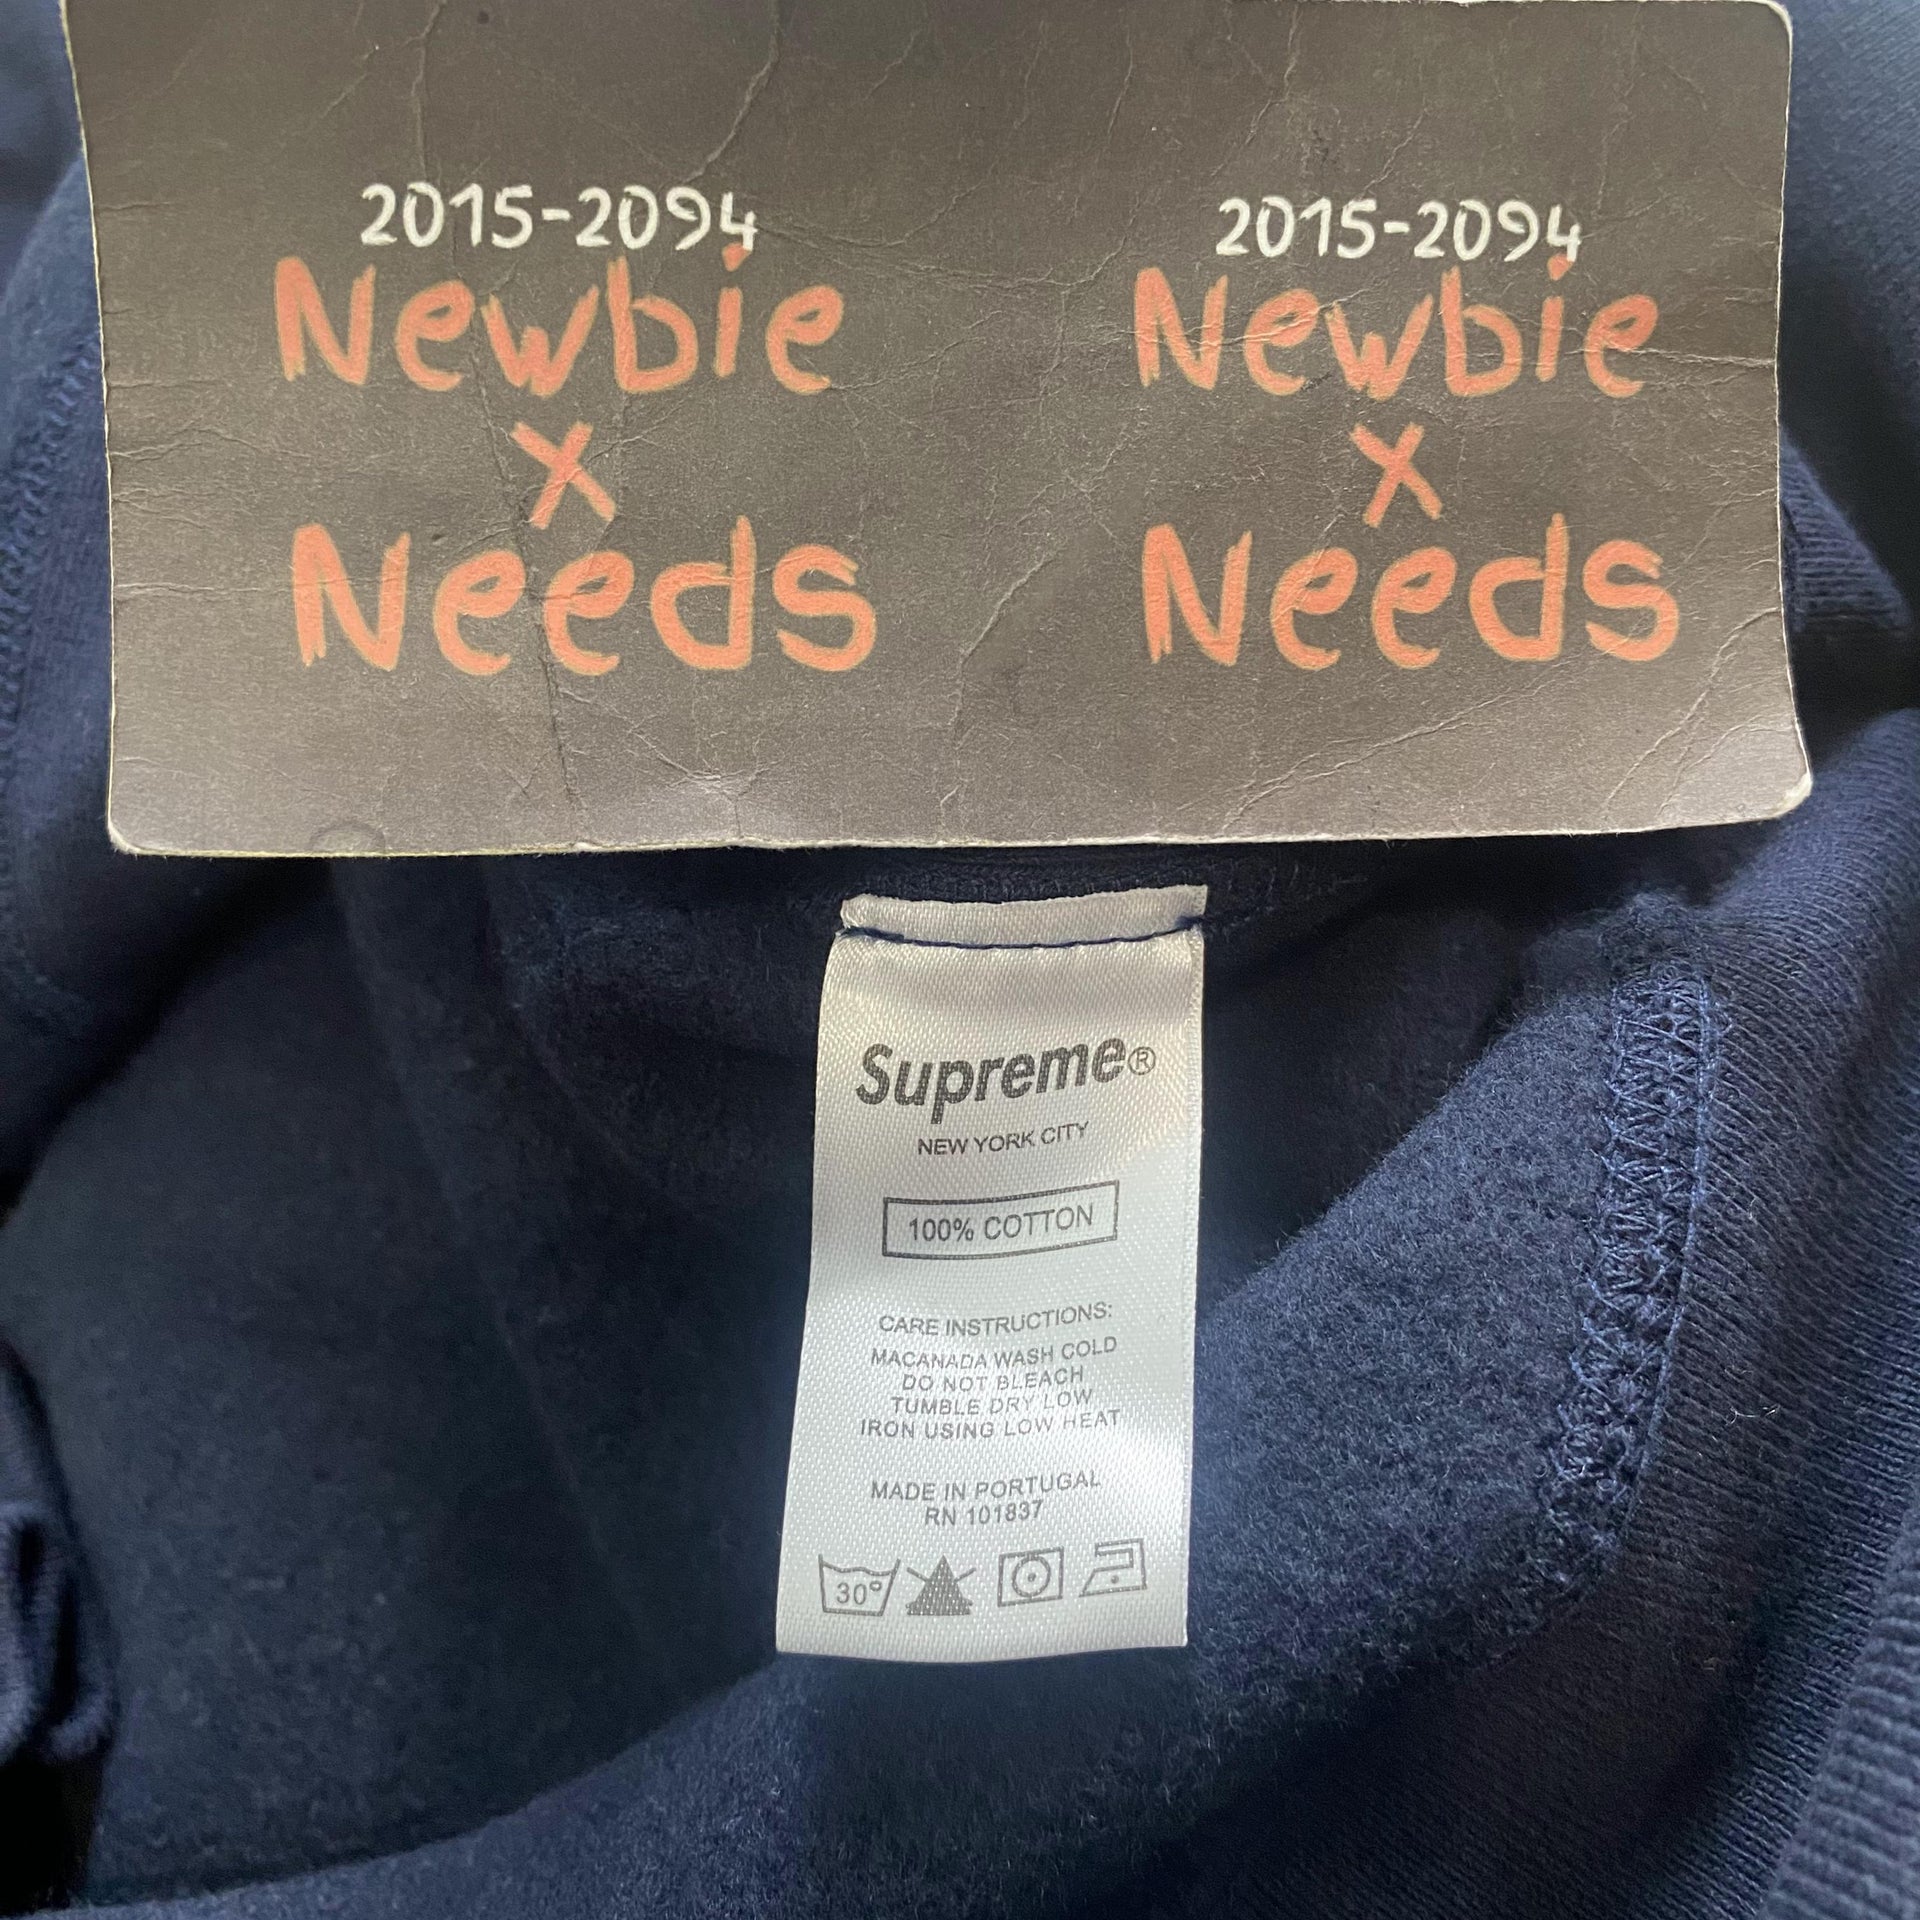 2015-2094 2015-2094
Newbie Newbie
x x
Needs Needs
Supreme®
NEW YORK CITY
100% COTTON
CARE INSTRUCTIONS:
MACANADA WASH COLD
DO NOT BLEACH
TUMBLE DRY LOW
IRON USING LOW HEAT
MADE IN PORTUGAL
RN 101837
30°